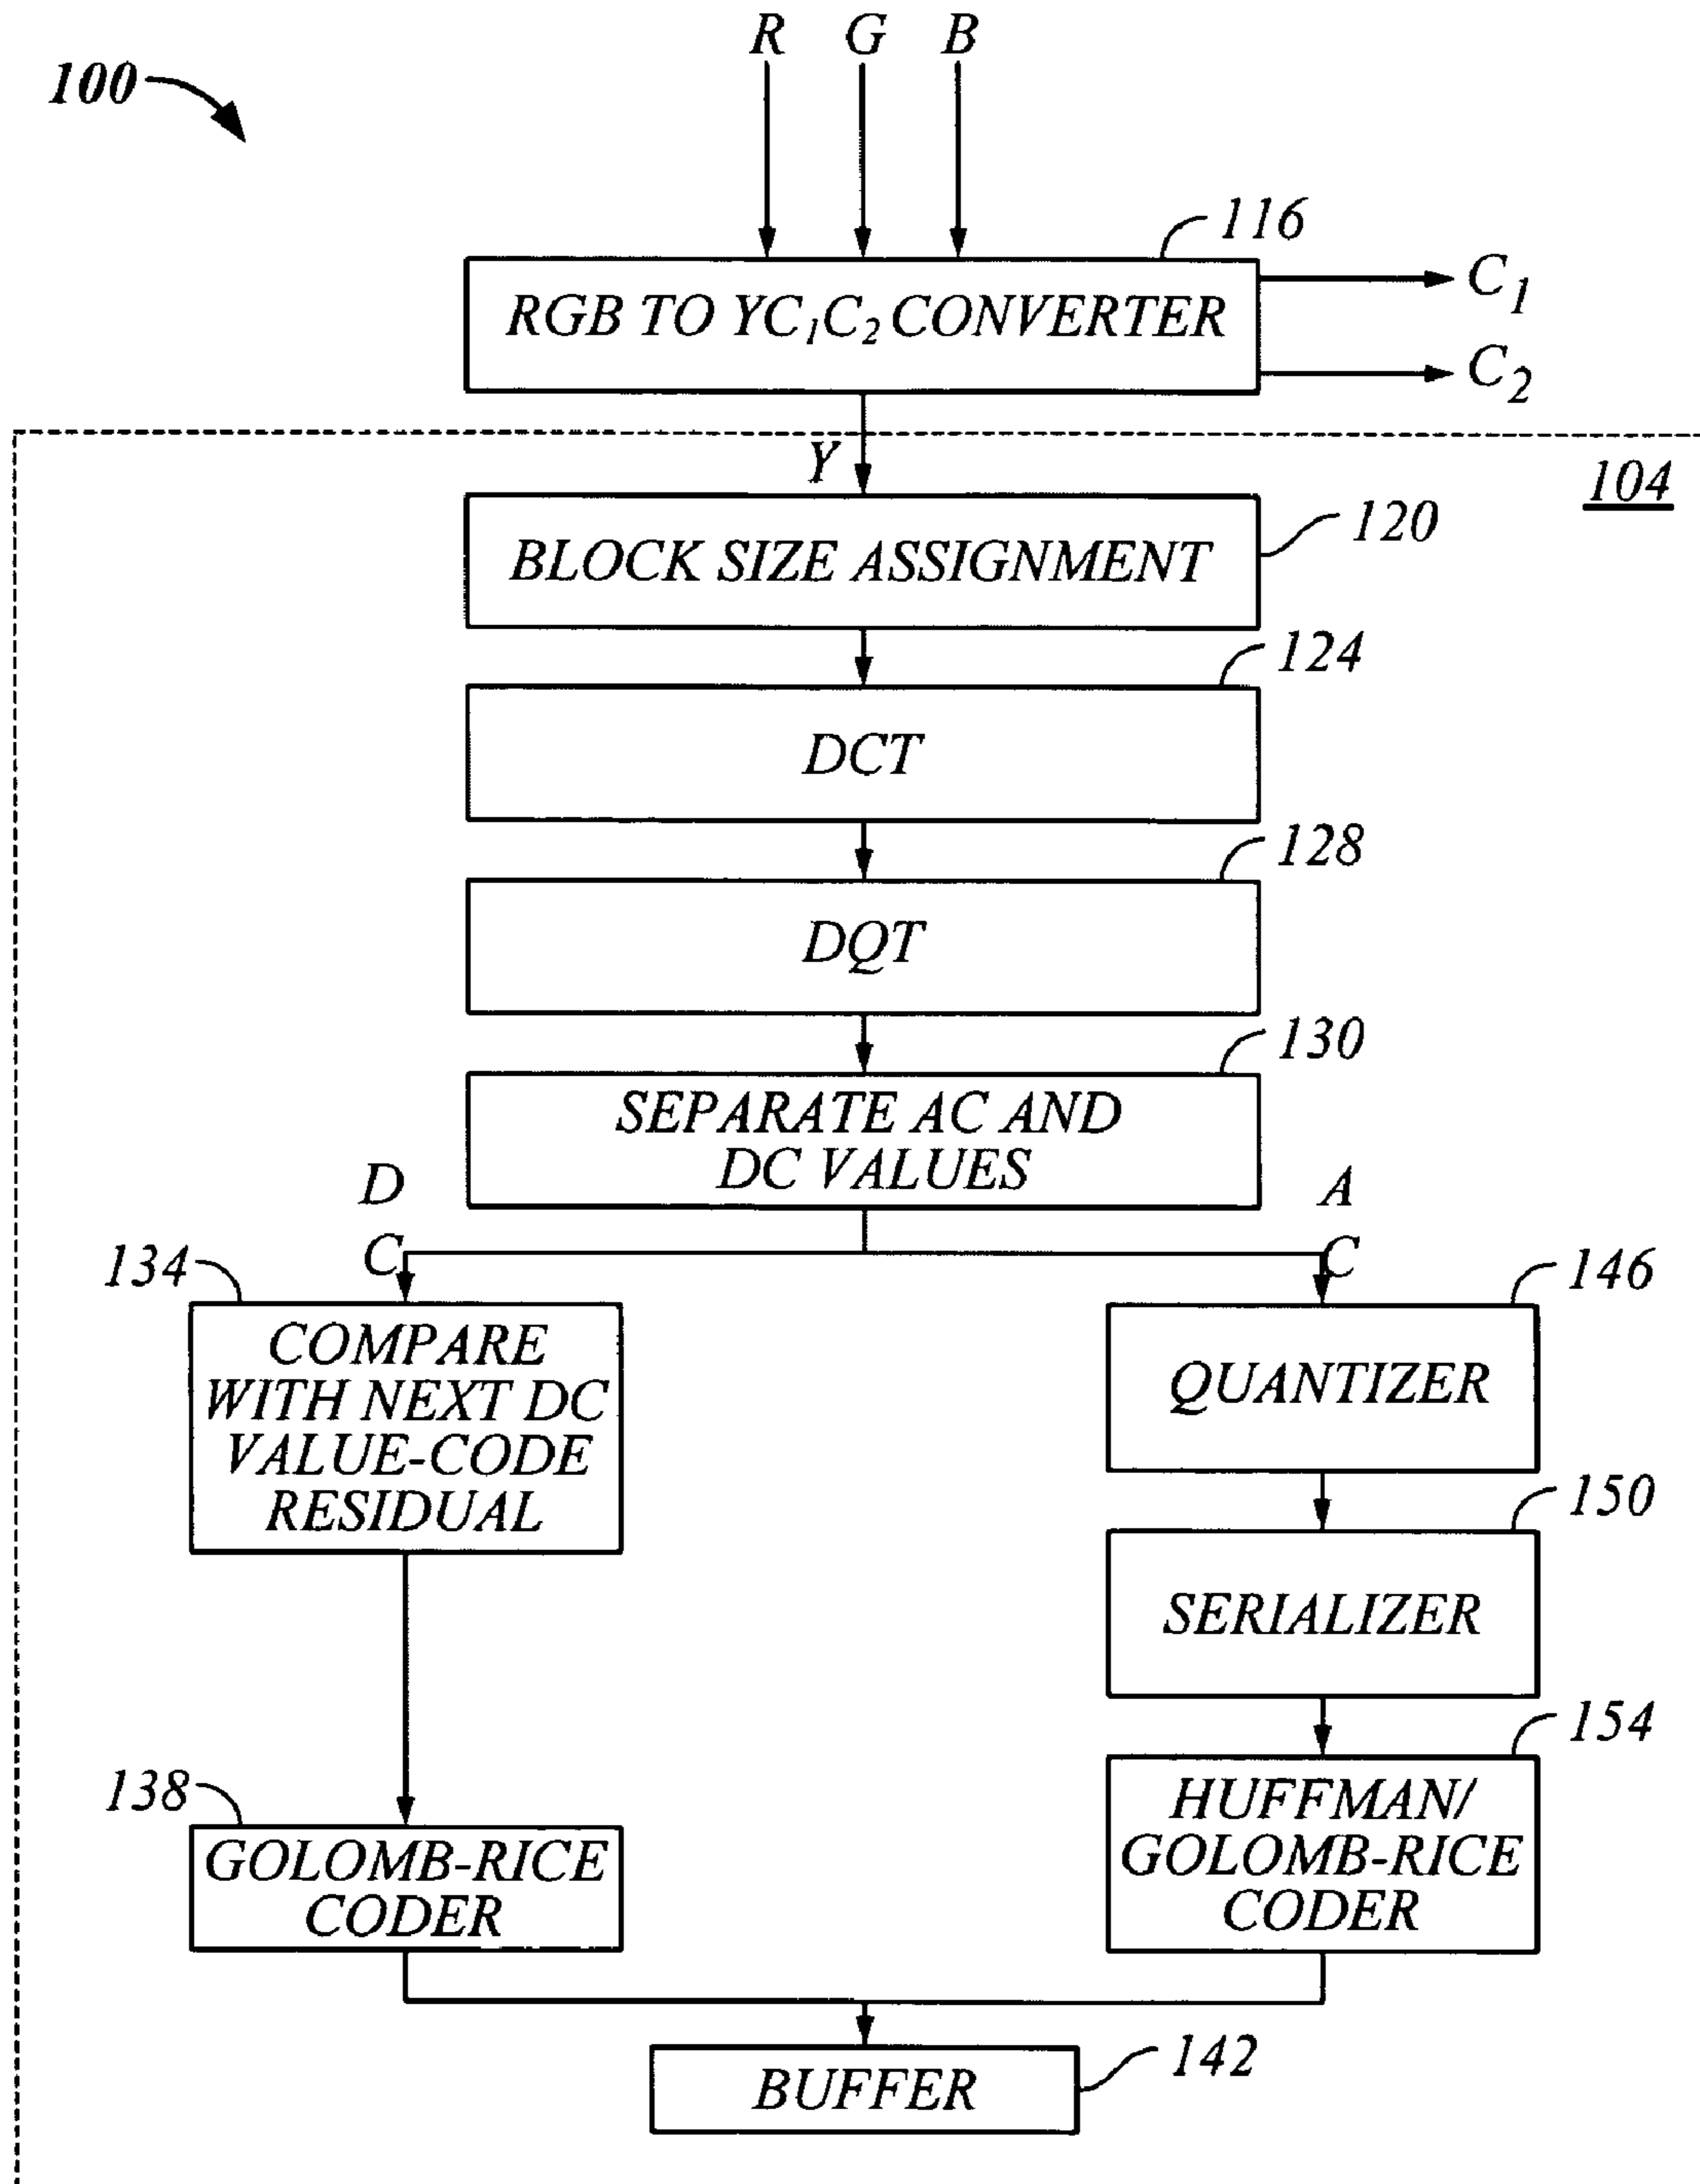 R G B
100
116
RGB TO YC1C2 CONVERTER
C1
C2
Y
104
120
BLOCK SIZE ASSIGNMENT
124
DCT
128
DQT
130
SEPARATE AC AND
DC VALUES
D
C
A
C
134
COMPARE
WITH NEXT DC
VALUE-CODE
RESIDUAL
146
QUANTIZER
150
SERIALIZER
138
GOLOMB-RICE
CODER
154
HUFFMAN/
GOLOMB-RICE
CODER
BUFFER
142